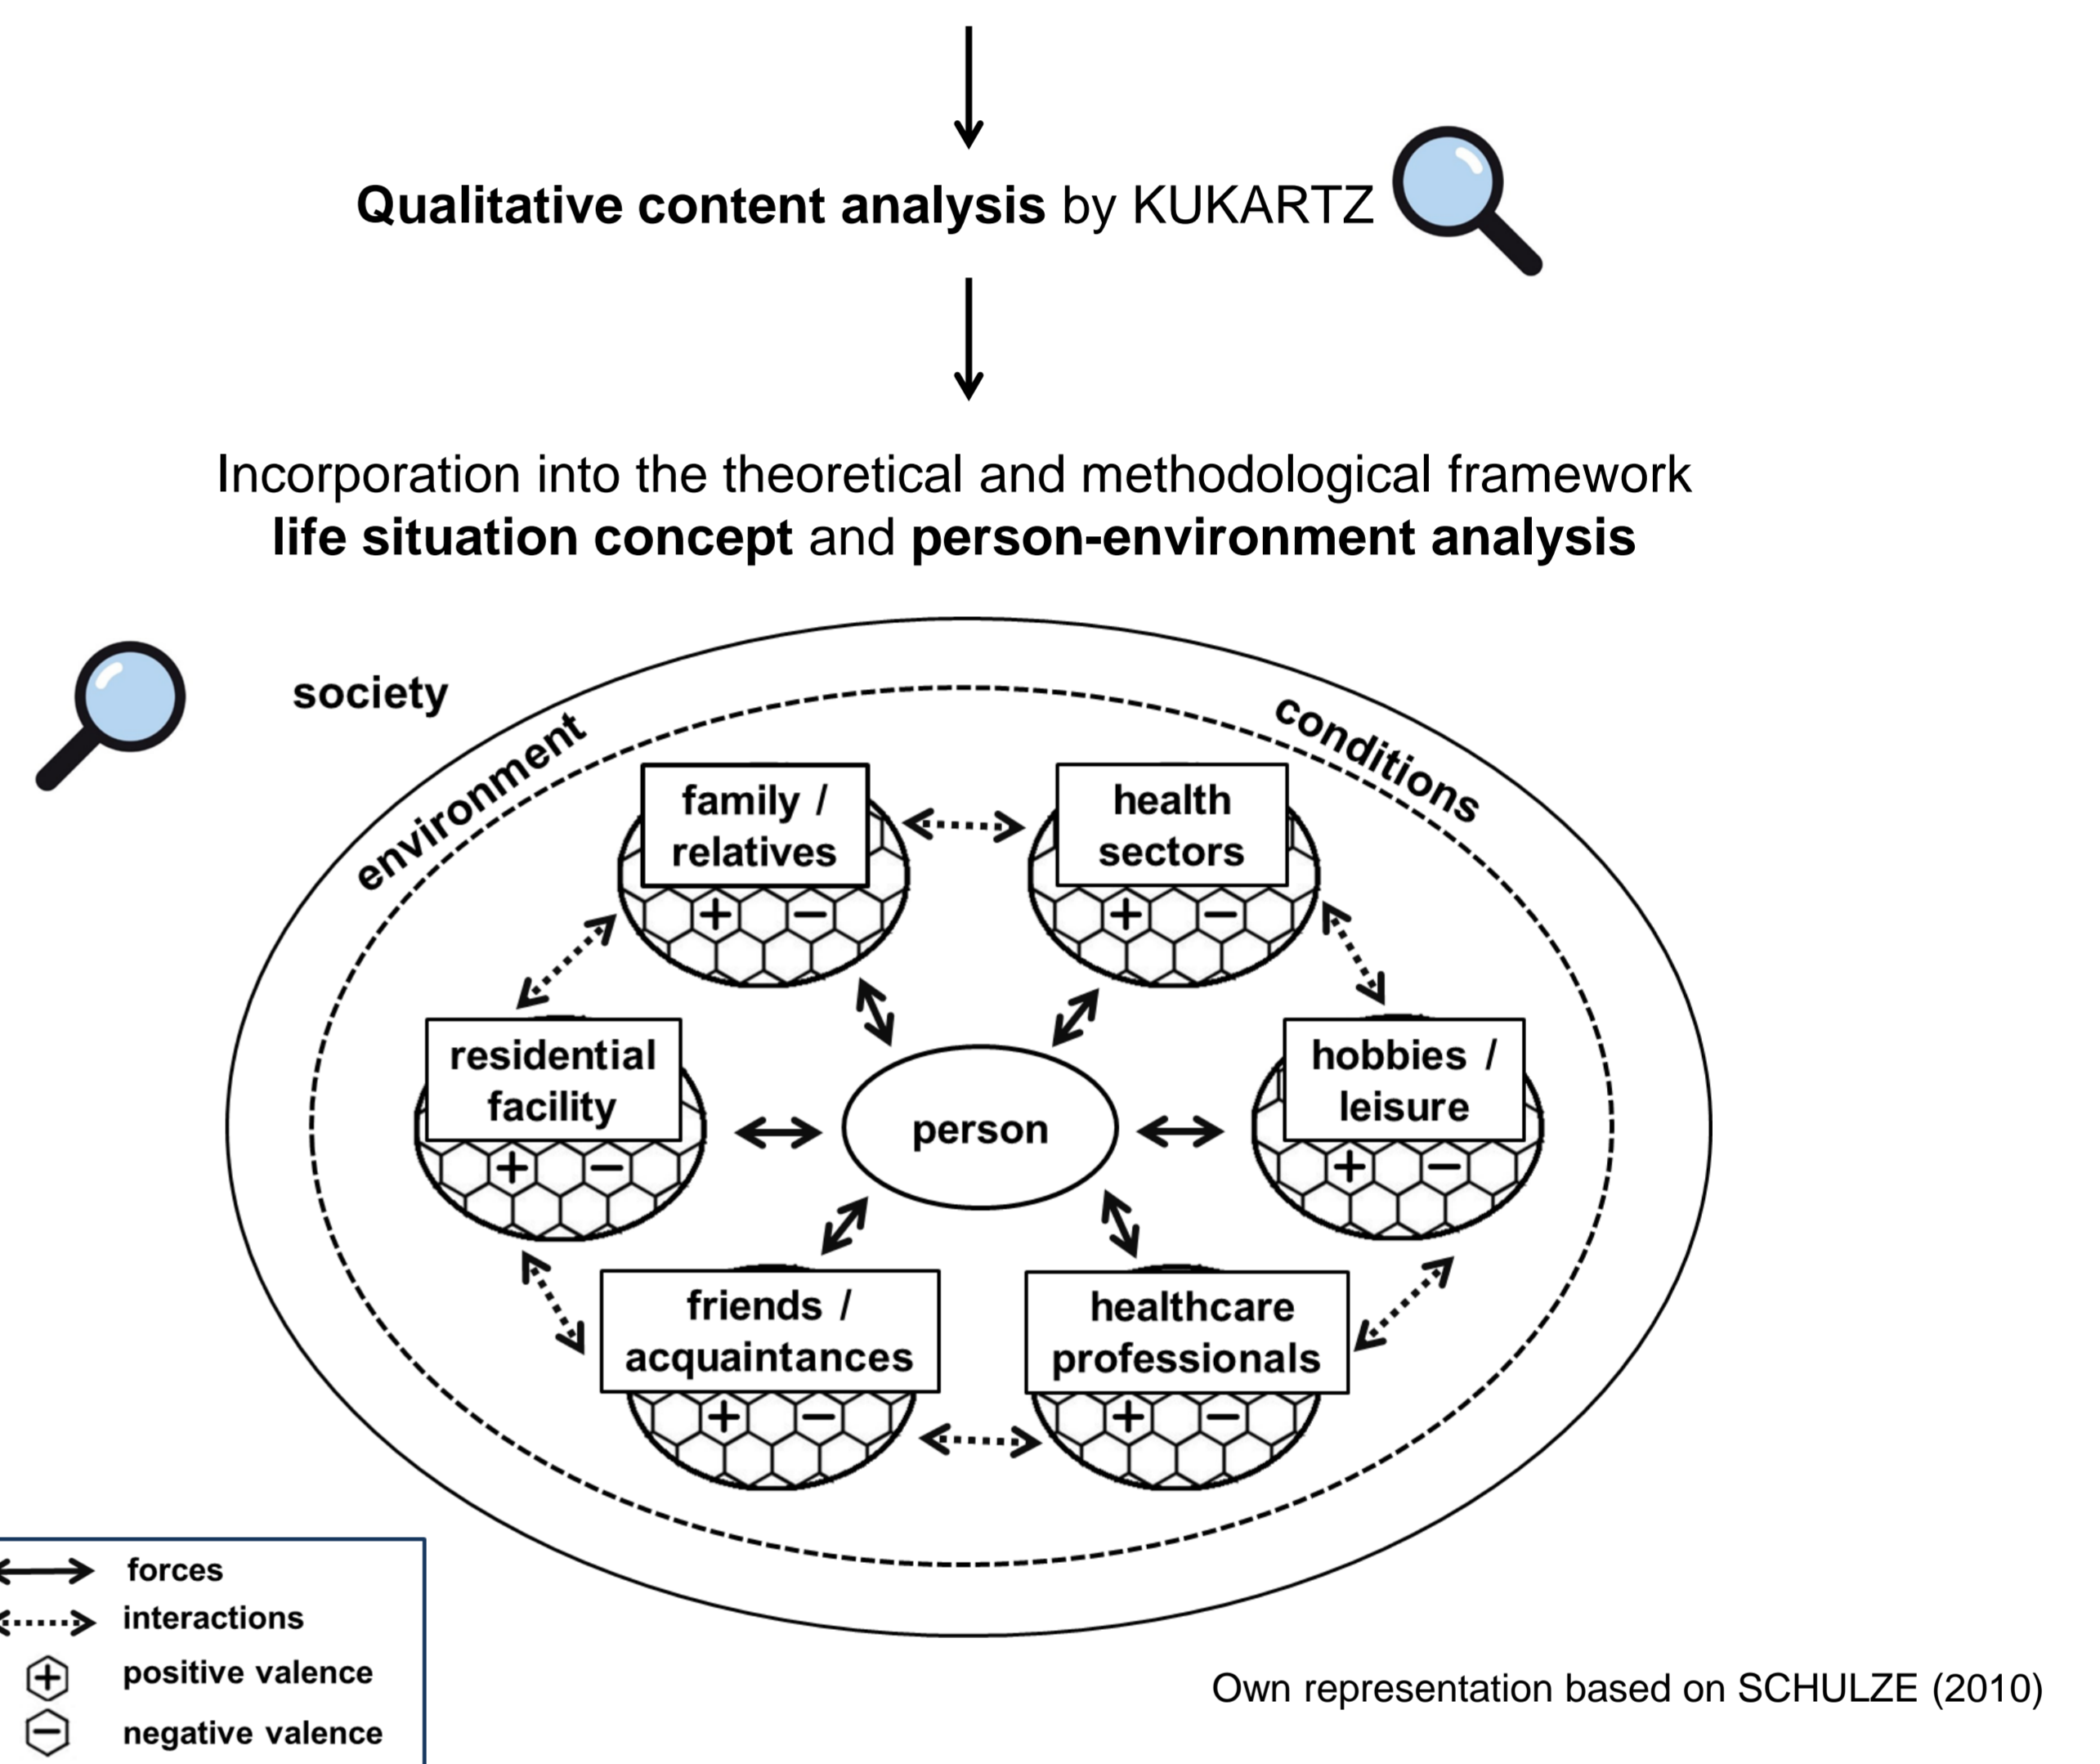 Qualitative content analysis by KUKARTZ
Incorporation into the theoretical and methodological framework
life situation concept and person-environment analysis
society
environment
conditions
family /
relatives
+ −
health
sectors
+ −
residential
facility
+ −
person
hobbies /
leisure
+ −
friends /
acquaintances
+ −
healthcare
professionals
+ −
forces
interactions
+ positive valence
− negative valence
Own representation based on SCHULZE (2010)